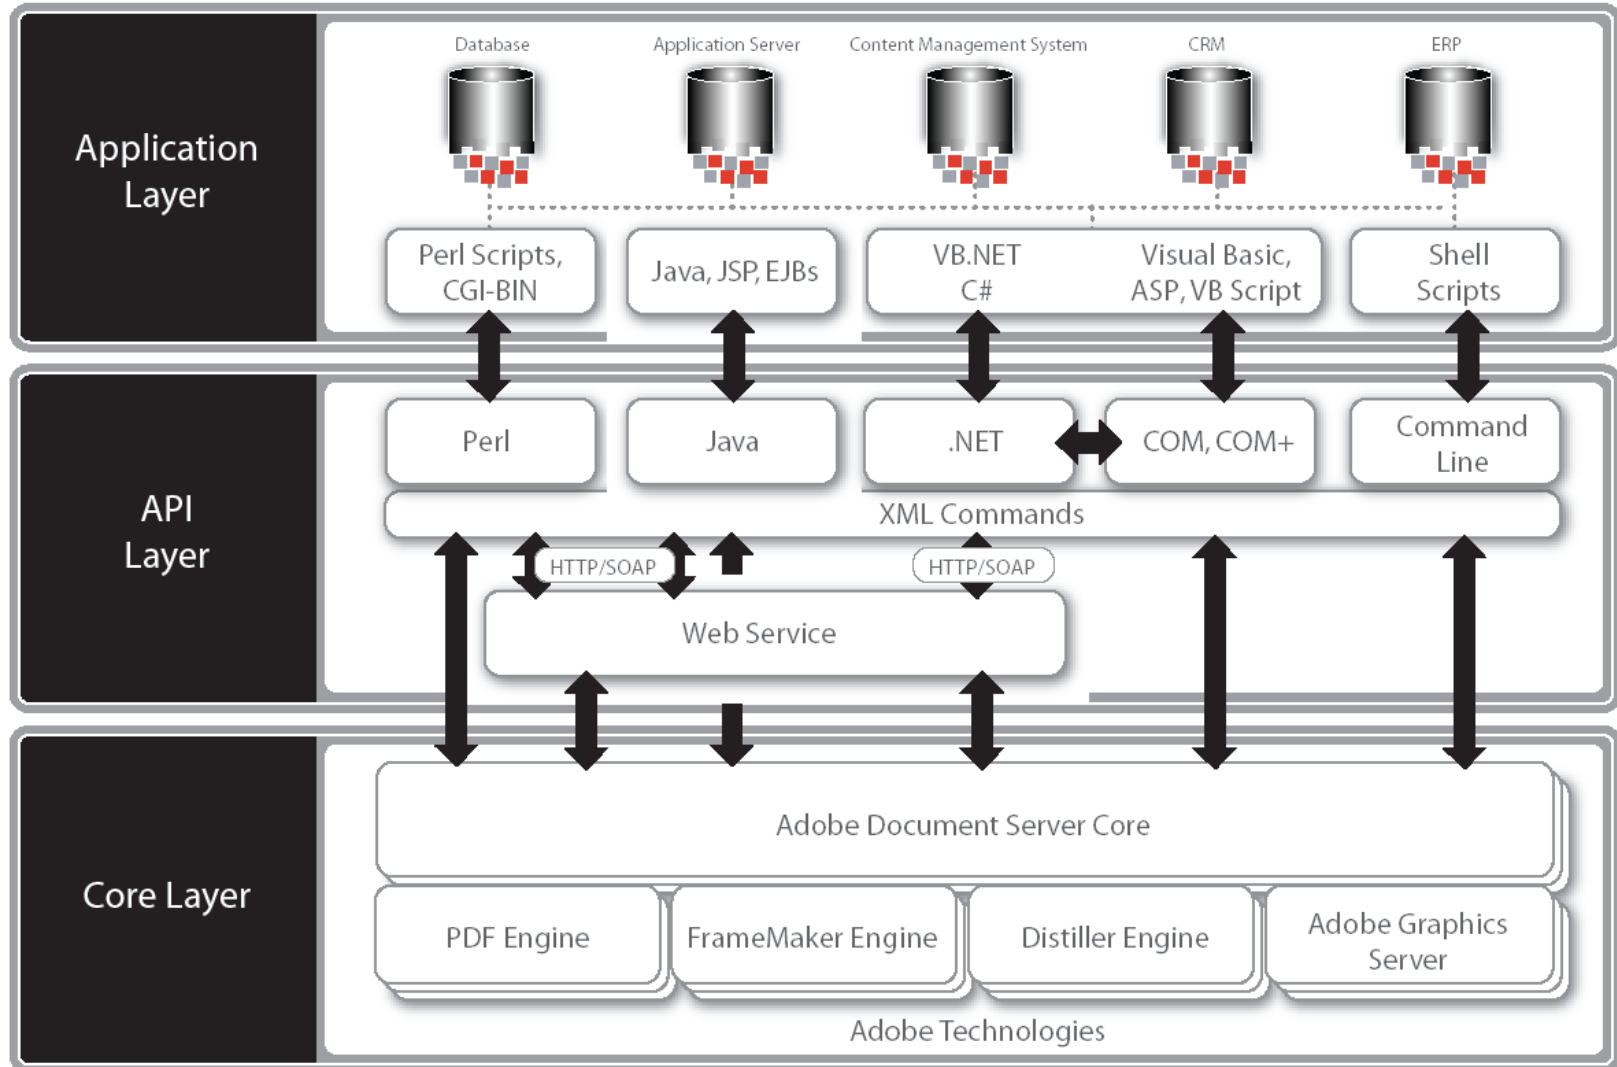 Application
Layer
Database
Application Server
Content Management System
CRM
ERP
Perl Scripts,
CGI-BIN
Java, JSP, EJBs
VB.NET
C#
Visual Basic,
ASP, VB Script
Shell
Scripts
API
Layer
Perl
Java
.NET
COM, COM+
Command
Line
XML Commands
HTTP/SOAP
HTTP/SOAP
Web Service
Core Layer
Adobe Document Server Core
PDF Engine
FrameMaker Engine
Distiller Engine
Adobe Graphics
Server
Adobe Technologies